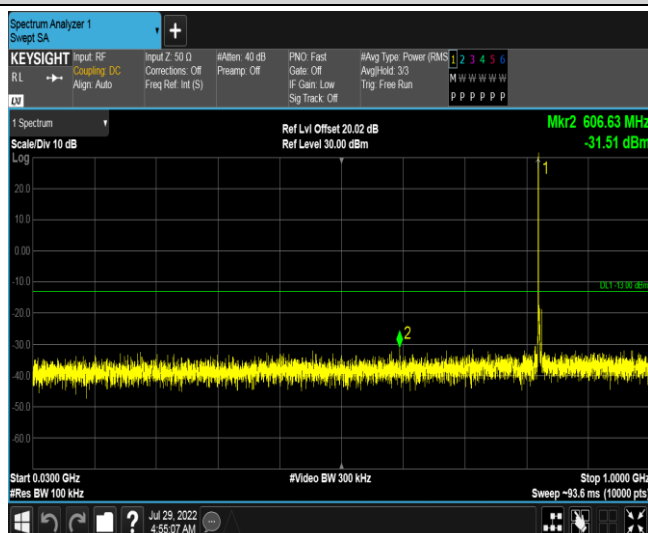 Spectrum Analyzer 1
Swept SA
KEYSIGHT
RL
LXI
Input: RF
Coupling: DC
Align: Auto
Input Z: 50 Ω
Corrections: Off
Freq Ref: Int (S)
#Atten: 40 dB
Preamp: Off
PNO: Fast
Gate: Off
IF Gain: Low
Sig Track: Off
#Avg Type: Power (RMS
Avg|Hold: 3/3
Trig: Free Run
1 2 3 4 5 6
M W W W W W
P P P P P P
1 Spectrum
Scale/Div 10 dB
Ref Lvl Offset 20.02 dB
Ref Level 30.00 dBm
Mkr2 606.63 MHz
-31.51 dBm
Log
1
20.0
10.0
0.00
-10.0
DL1 -13.00 dBm
-20.0
-30.0
2
-40.0
-50.0
-60.0
Start 0.0300 GHz
#Video BW 300 kHz
Stop 1.0000 GHz
#Res BW 100 kHz
Sweep ~93.6 ms (10000 pts)
?
Jul 29, 2022
4:55:07 AM